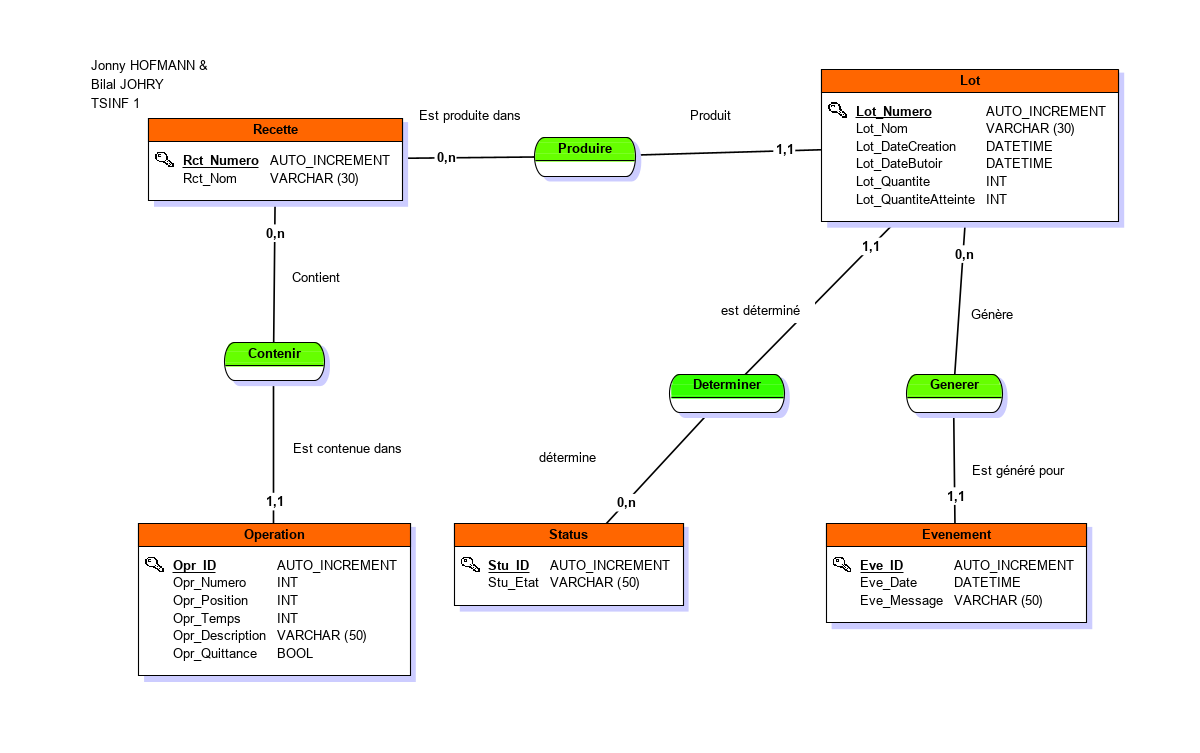 Jonny HOFMANN &
Bilal JOHRY
TSINF 1
Recette
Rct_Numero AUTO_INCREMENT
Rct_Nom VARCHAR (30)
Est produite dans
0,n
Produire
Produit
1,1
Lot
Lot_Numero AUTO_INCREMENT
Lot_Nom VARCHAR (30)
Lot_DateCreation DATETIME
Lot_DateButoir DATETIME
Lot_Quantite INT
Lot_QuantiteAtteinte INT
0,n
Contient
Contenir
Est contenue dans
1,1
1,1
est déterminé
Determiner
détermine
0,n
0,n
Génère
Generer
Est généré pour
1,1
Operation
Opr_ID AUTO_INCREMENT
Opr_Numero INT
Opr_Position INT
Opr_Temps INT
Opr_Description VARCHAR (50)
Opr_Quittance BOOL
Status
Stu_ID AUTO_INCREMENT
Stu_Etat VARCHAR (50)
Evenement
Eve_ID AUTO_INCREMENT
Eve_Date DATETIME
Eve_Message VARCHAR (50)